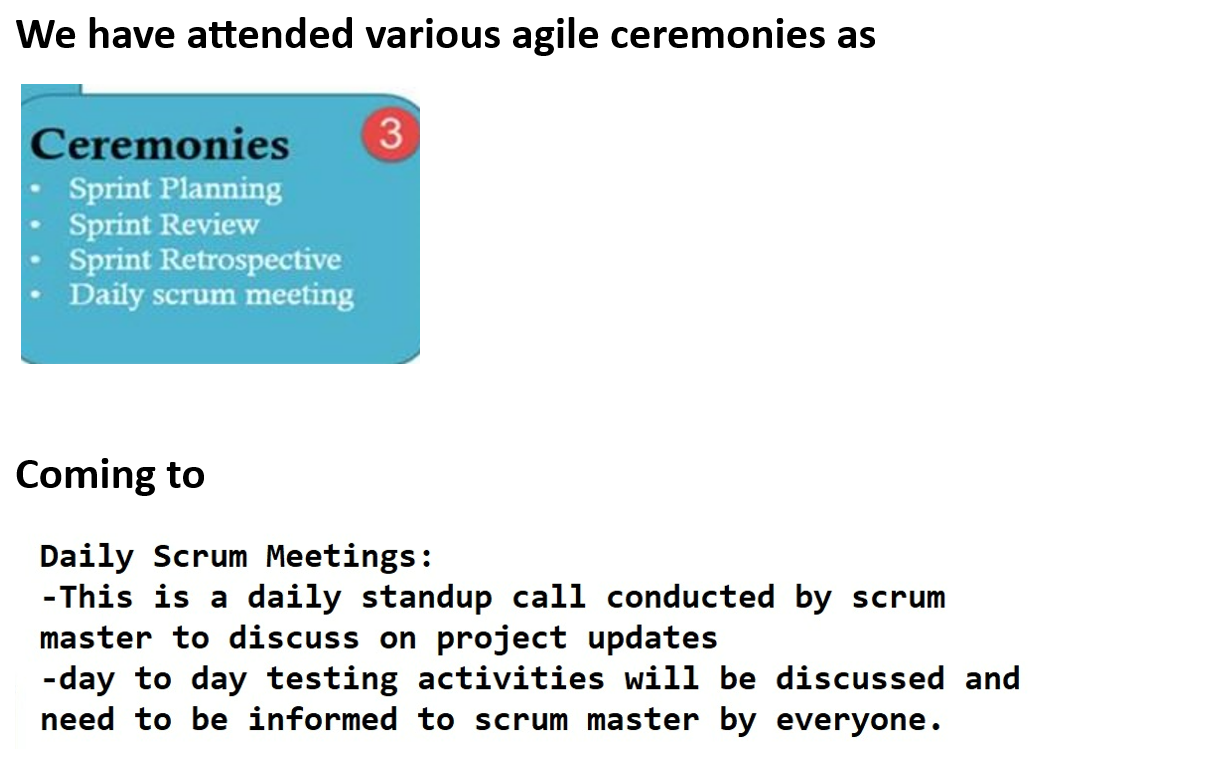 We have attended various agile ceremonies as
Ceremonies 3
• Sprint Planning
• Sprint Review
• Sprint Retrospective
• Daily scrum meeting
Coming to
Daily Scrum Meetings:
-This is a daily standup call conducted by scrum
master to discuss on project updates
-day to day testing activities will be discussed and
need to be informed to scrum master by everyone.